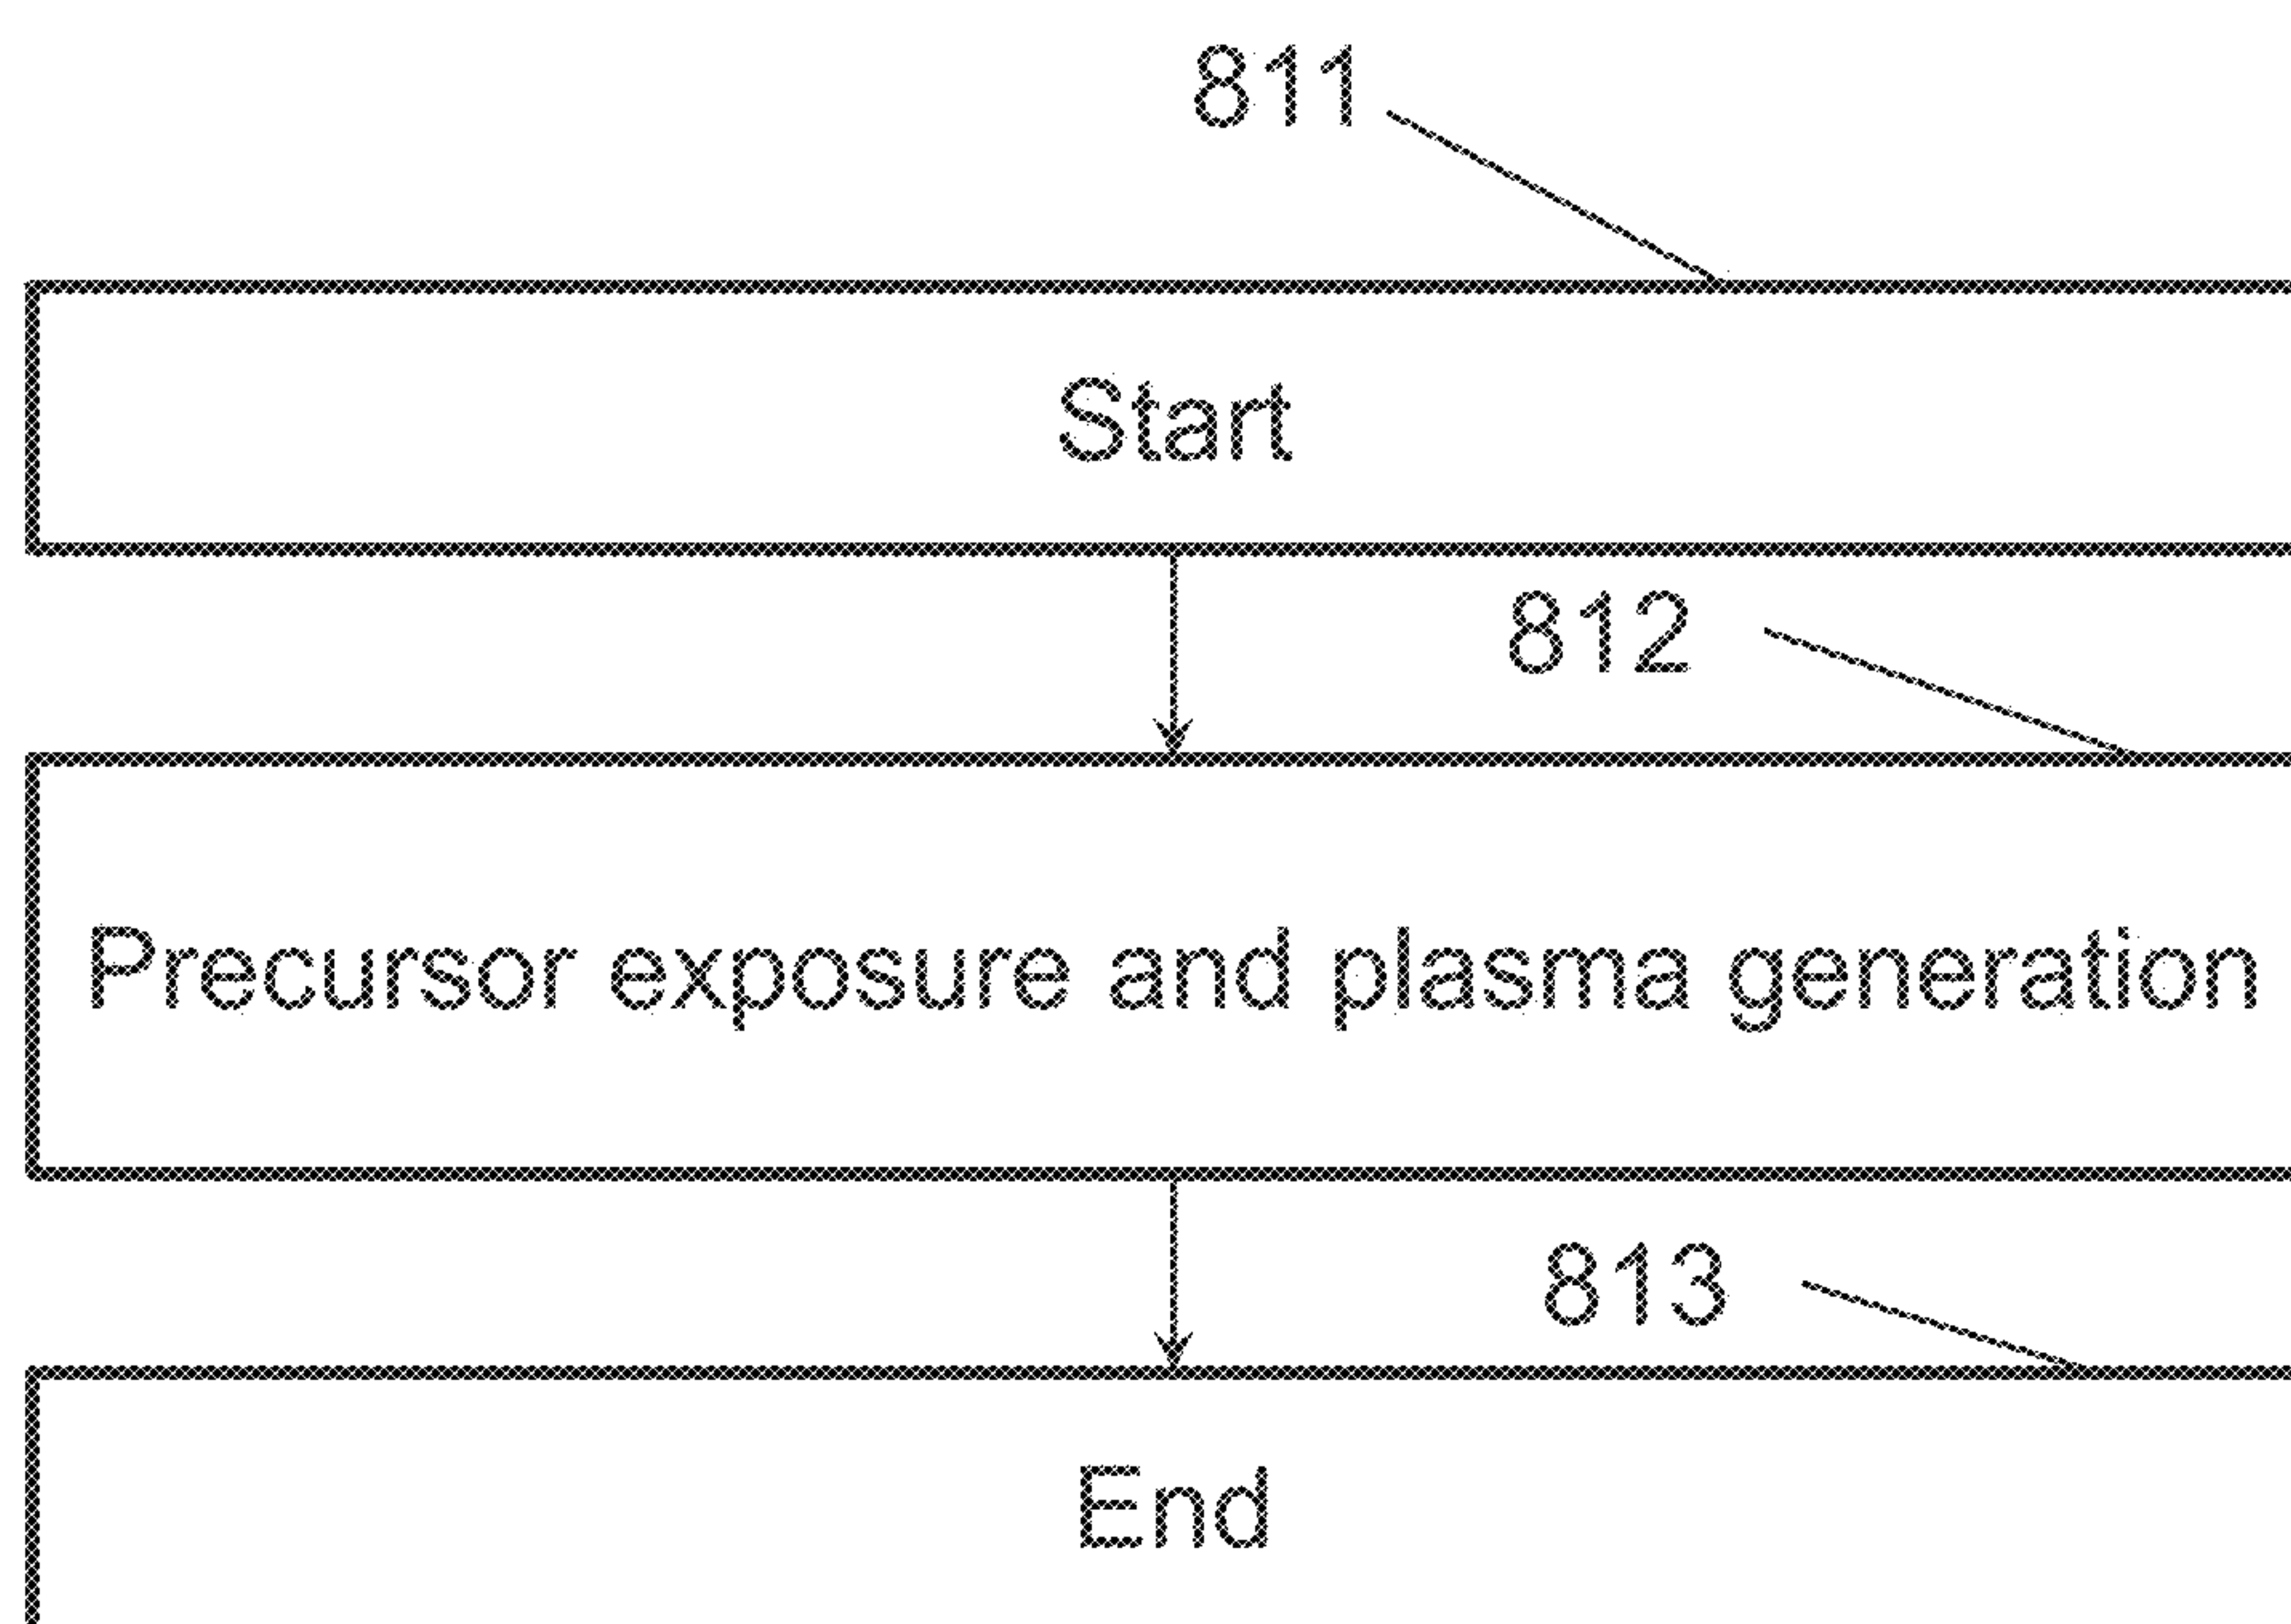 811
Start
812
Precursor exposure and plasma generation
813
End